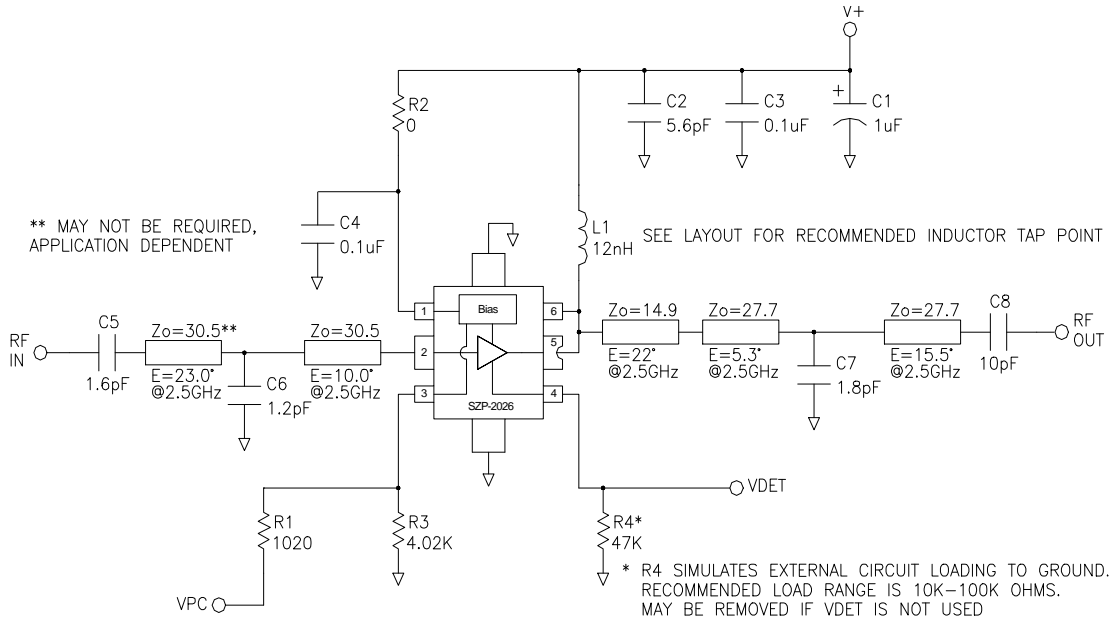 V+
R2
0
C2
5.6pF
C3
0.1uF
+
C1
1uF
** MAY NOT BE REQUIRED,
APPLICATION DEPENDENT
C4
0.1uF
L1
12nH
SEE LAYOUT FOR RECOMMENDED INDUCTOR TAP POINT
1
Bias
6
2
5
3
4
SZP-2026
RF
IN
C5
1.6pF
Zo=30.5**
E=23.0°
@2.5GHz
C6
1.2pF
Zo=30.5
E=10.0°
@2.5GHz
Zo=14.9
E=22°
@2.5GHz
Zo=27.7
E=5.3°
@2.5GHz
C7
1.8pF
Zo=27.7
E=15.5°
@2.5GHz
C8
10pF
RF
OUT
VDET
R1
1020
R3
4.02K
R4*
47K
VPC
* R4 SIMULATES EXTERNAL CIRCUIT LOADING TO GROUND.
RECOMMENDED LOAD RANGE IS 10K-100K OHMS.
MAY BE REMOVED IF VDET IS NOT USED